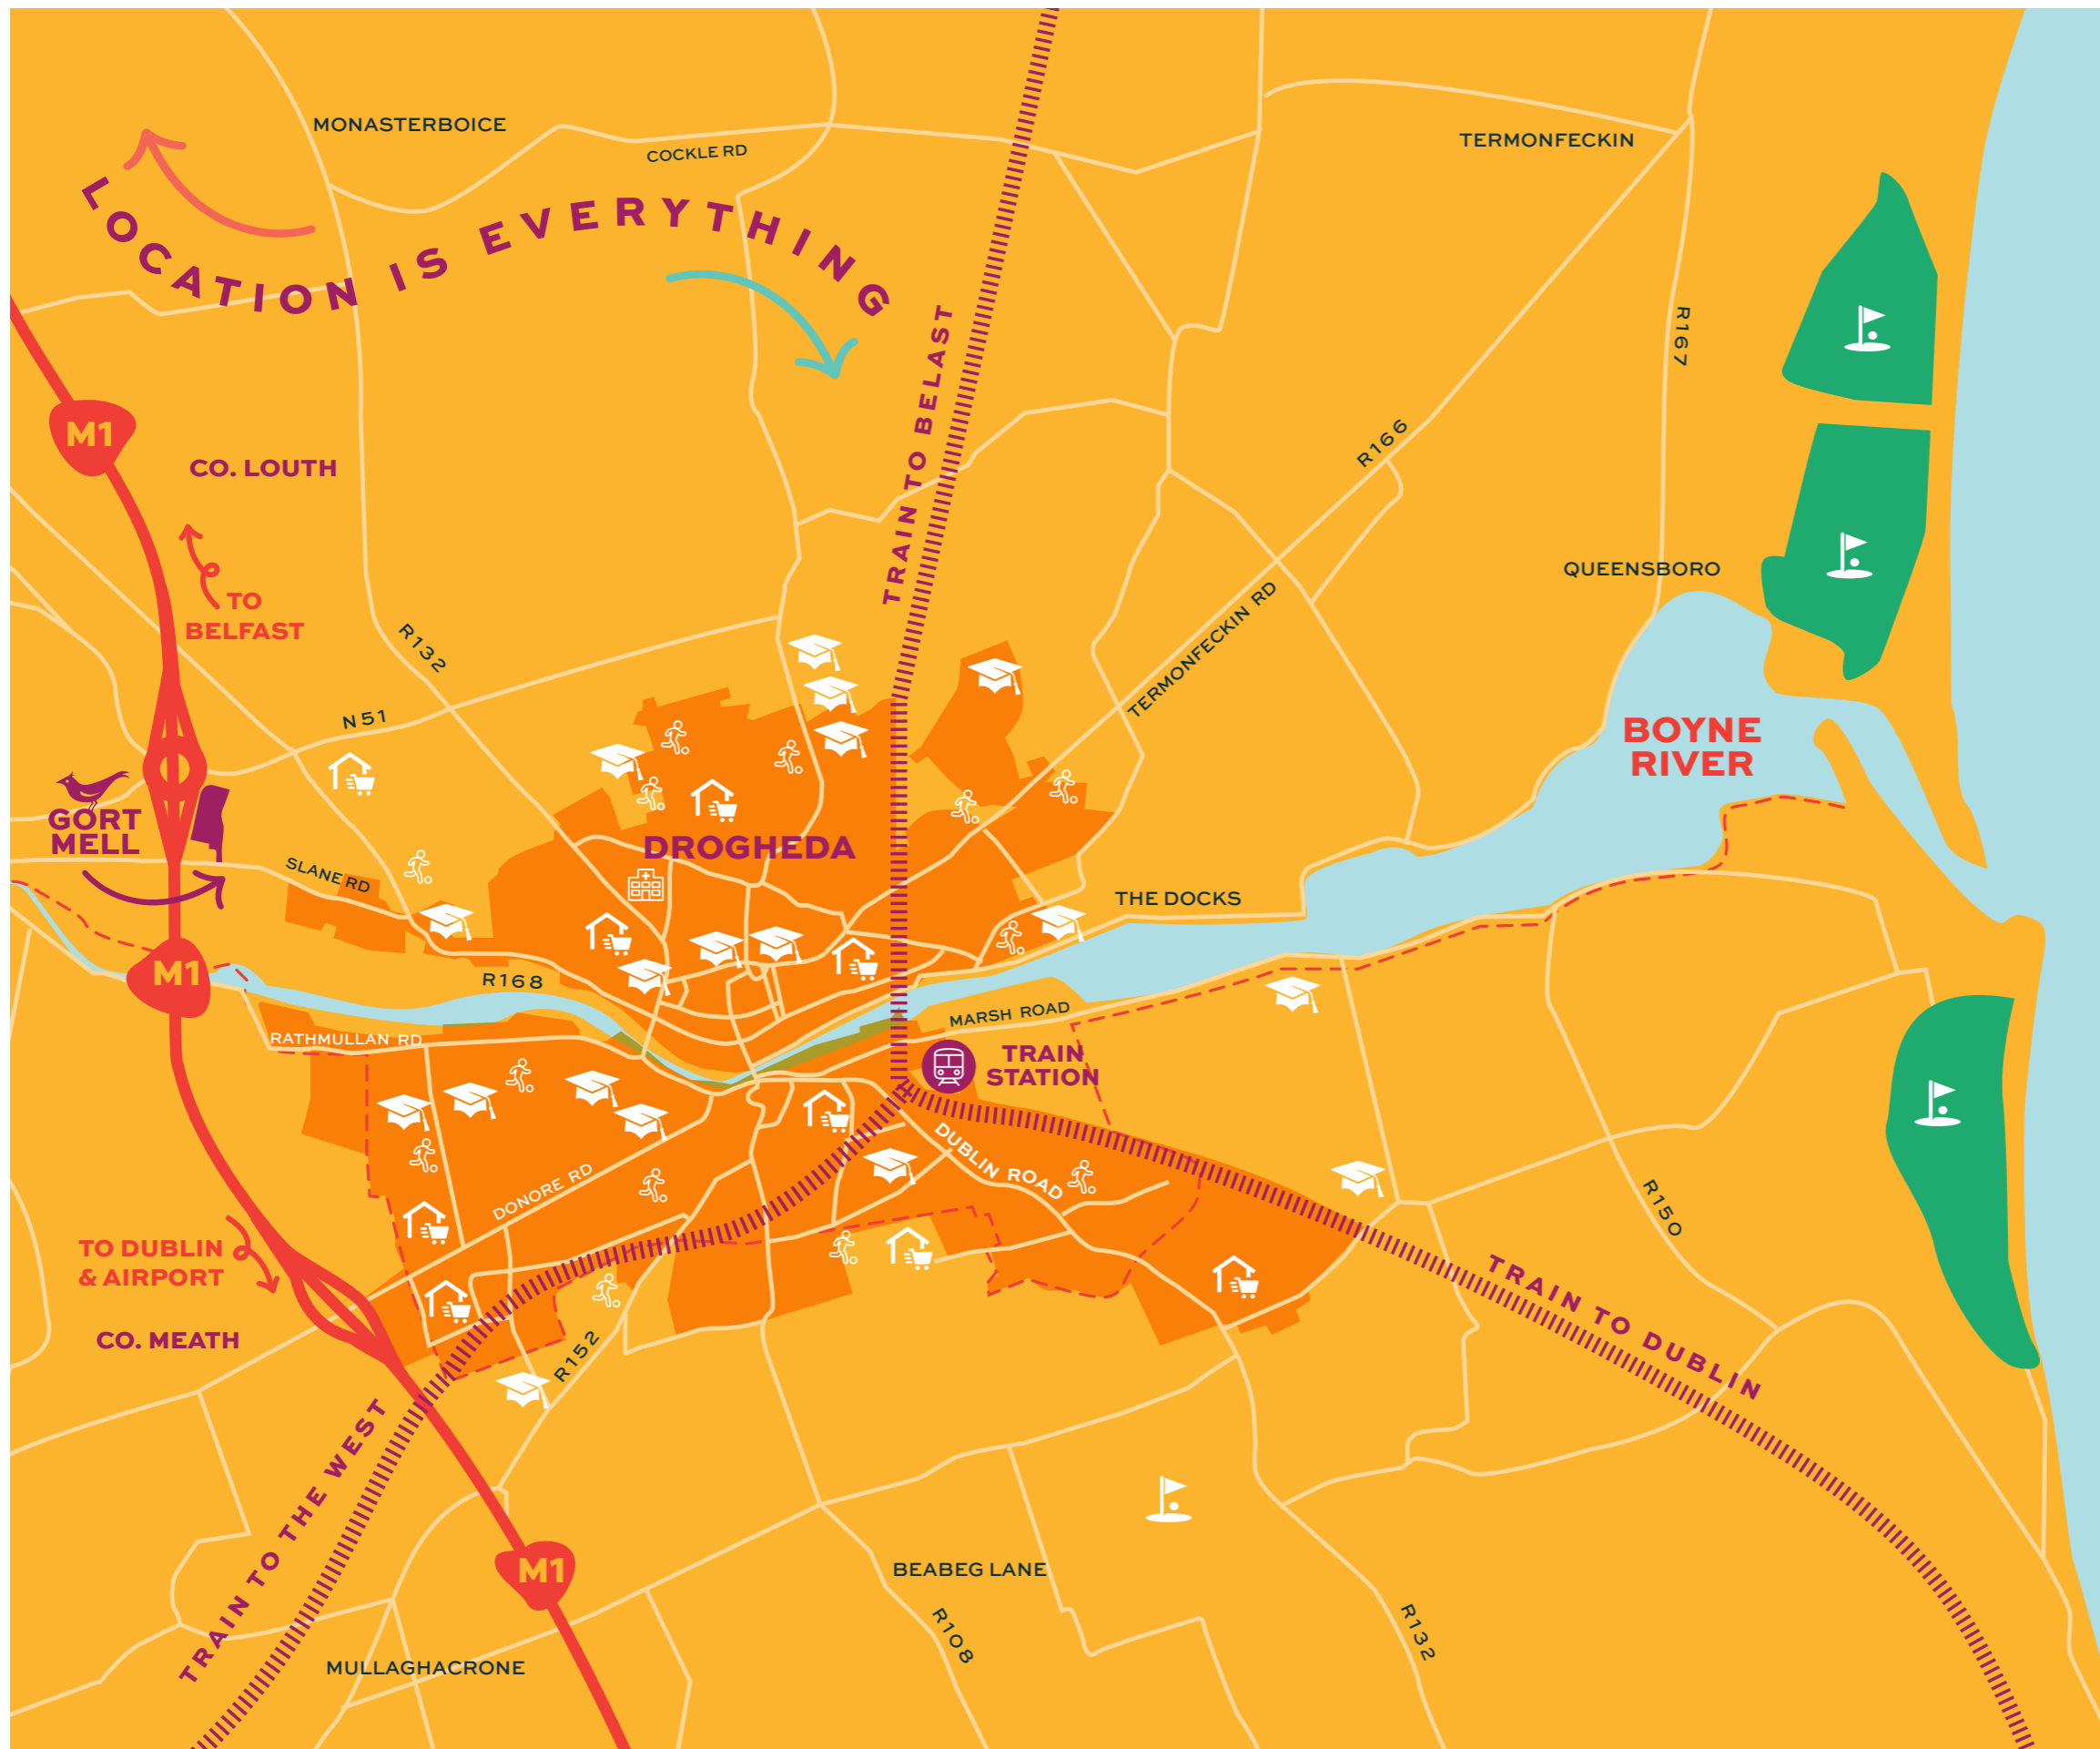 MONASTERBOICE
COCKLE RD
TERMONFECKIN
LOCATION IS EVERYTHING
R167
TRAIN TO BELAST
M1
CO. LOUTH
R166
TO
BELFAST
QUEENSBORO
R132
TERMONFECKIN RD
N51
BOYNE
RIVER
GORT
MELL
DROGHEDA
SLANE RD
THE DOCKS
M1
R168
MARSH ROAD
RATHMULLAN RD
TRAIN
STATION
DUBLIN ROAD
DONORE RD
R150
TO DUBLIN
& AIRPORT
TRAIN TO DUBLIN
CO. MEATH
R152
TRAIN TO THE WEST
M1
BEABEG LANE
R108
R132
MULLAGHACRONE